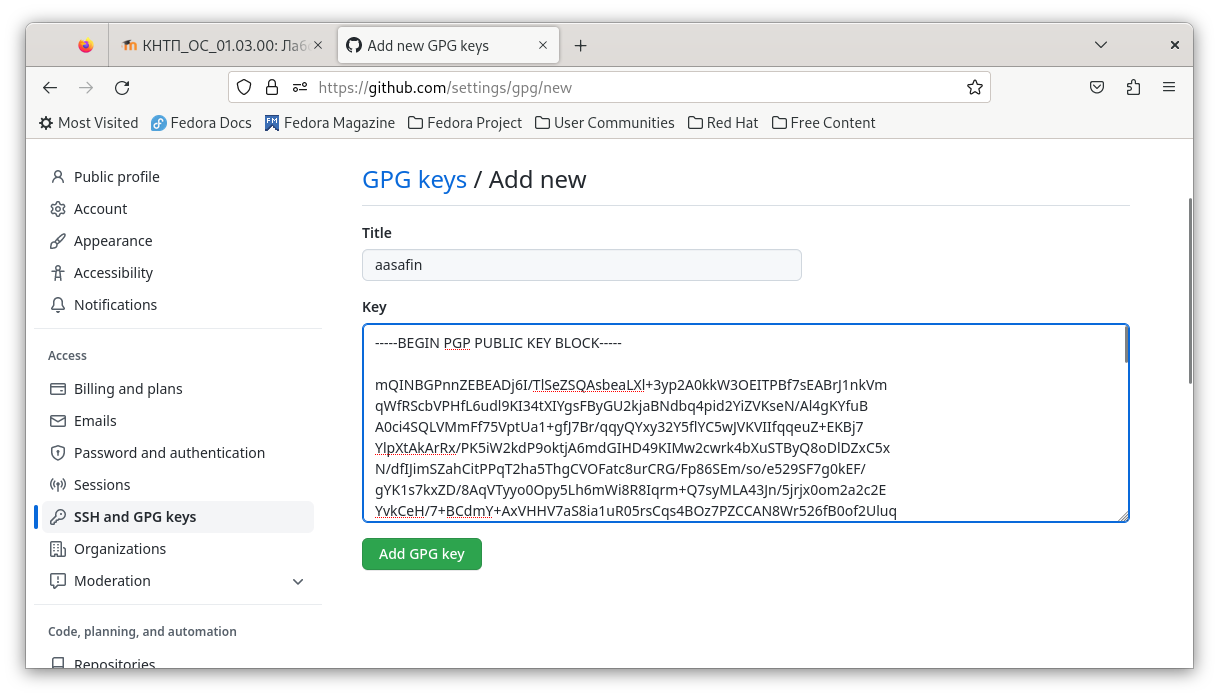 КНТП_ОС_01.03.00: Лаб
Add new GPG keys
https://github.com/settings/gpg/new
Most Visited
Fedora Docs
Fedora Magazine
Fedora Project
User Communities
Red Hat
Free Content
Public profile
Account
Appearance
Accessibility
Notifications
Access
Billing and plans
Emails
Password and authentication
Sessions
SSH and GPG keys
Organizations
Moderation
Code, planning, and automation
Repositories
GPG keys / Add new
Title
aasafin
Key
-----BEGIN PGP PUBLIC KEY BLOCK-----
mQINBGPnnZEBEADj6I/TlSeZSQAsbeaLXl+3yp2A0kkW3OEITPBf7sEABrJ1nkVm
qWfRScbVPHfL6udl9KI34tXIYgsFByGU2kjaBNdbq4pid2YiZVKseN/Al4gKYfuB
A0ci4SQLVMmFf75VptUa1+gfJ7Br/qqyQYxy32Y5flYC5wJVKVIIfqqeuZ+EKBj7
YlpXtAkArRx/PK5iW2kdP9oktjA6mdGIHD49KIMw2cwrk4bXuSTByQ8oDlDZxC5x
N/dfIJimSZahCitPPqT2ha5ThgCVOFatc8urCRG/Fp86SEm/so/e529SF7g0kEF/
gYK1s7kxZD/8AqVTyyo0Opy5Lh6mWi8R8Iqrm+Q7syMLA43Jn/5jrjx0om2a2c2E
YvkCeH/7+BCdmY+AxVHHV7aS8ia1uR05rsCqs4BOz7PZCCAN8Wr526fB0of2Uluq
Add GPG key